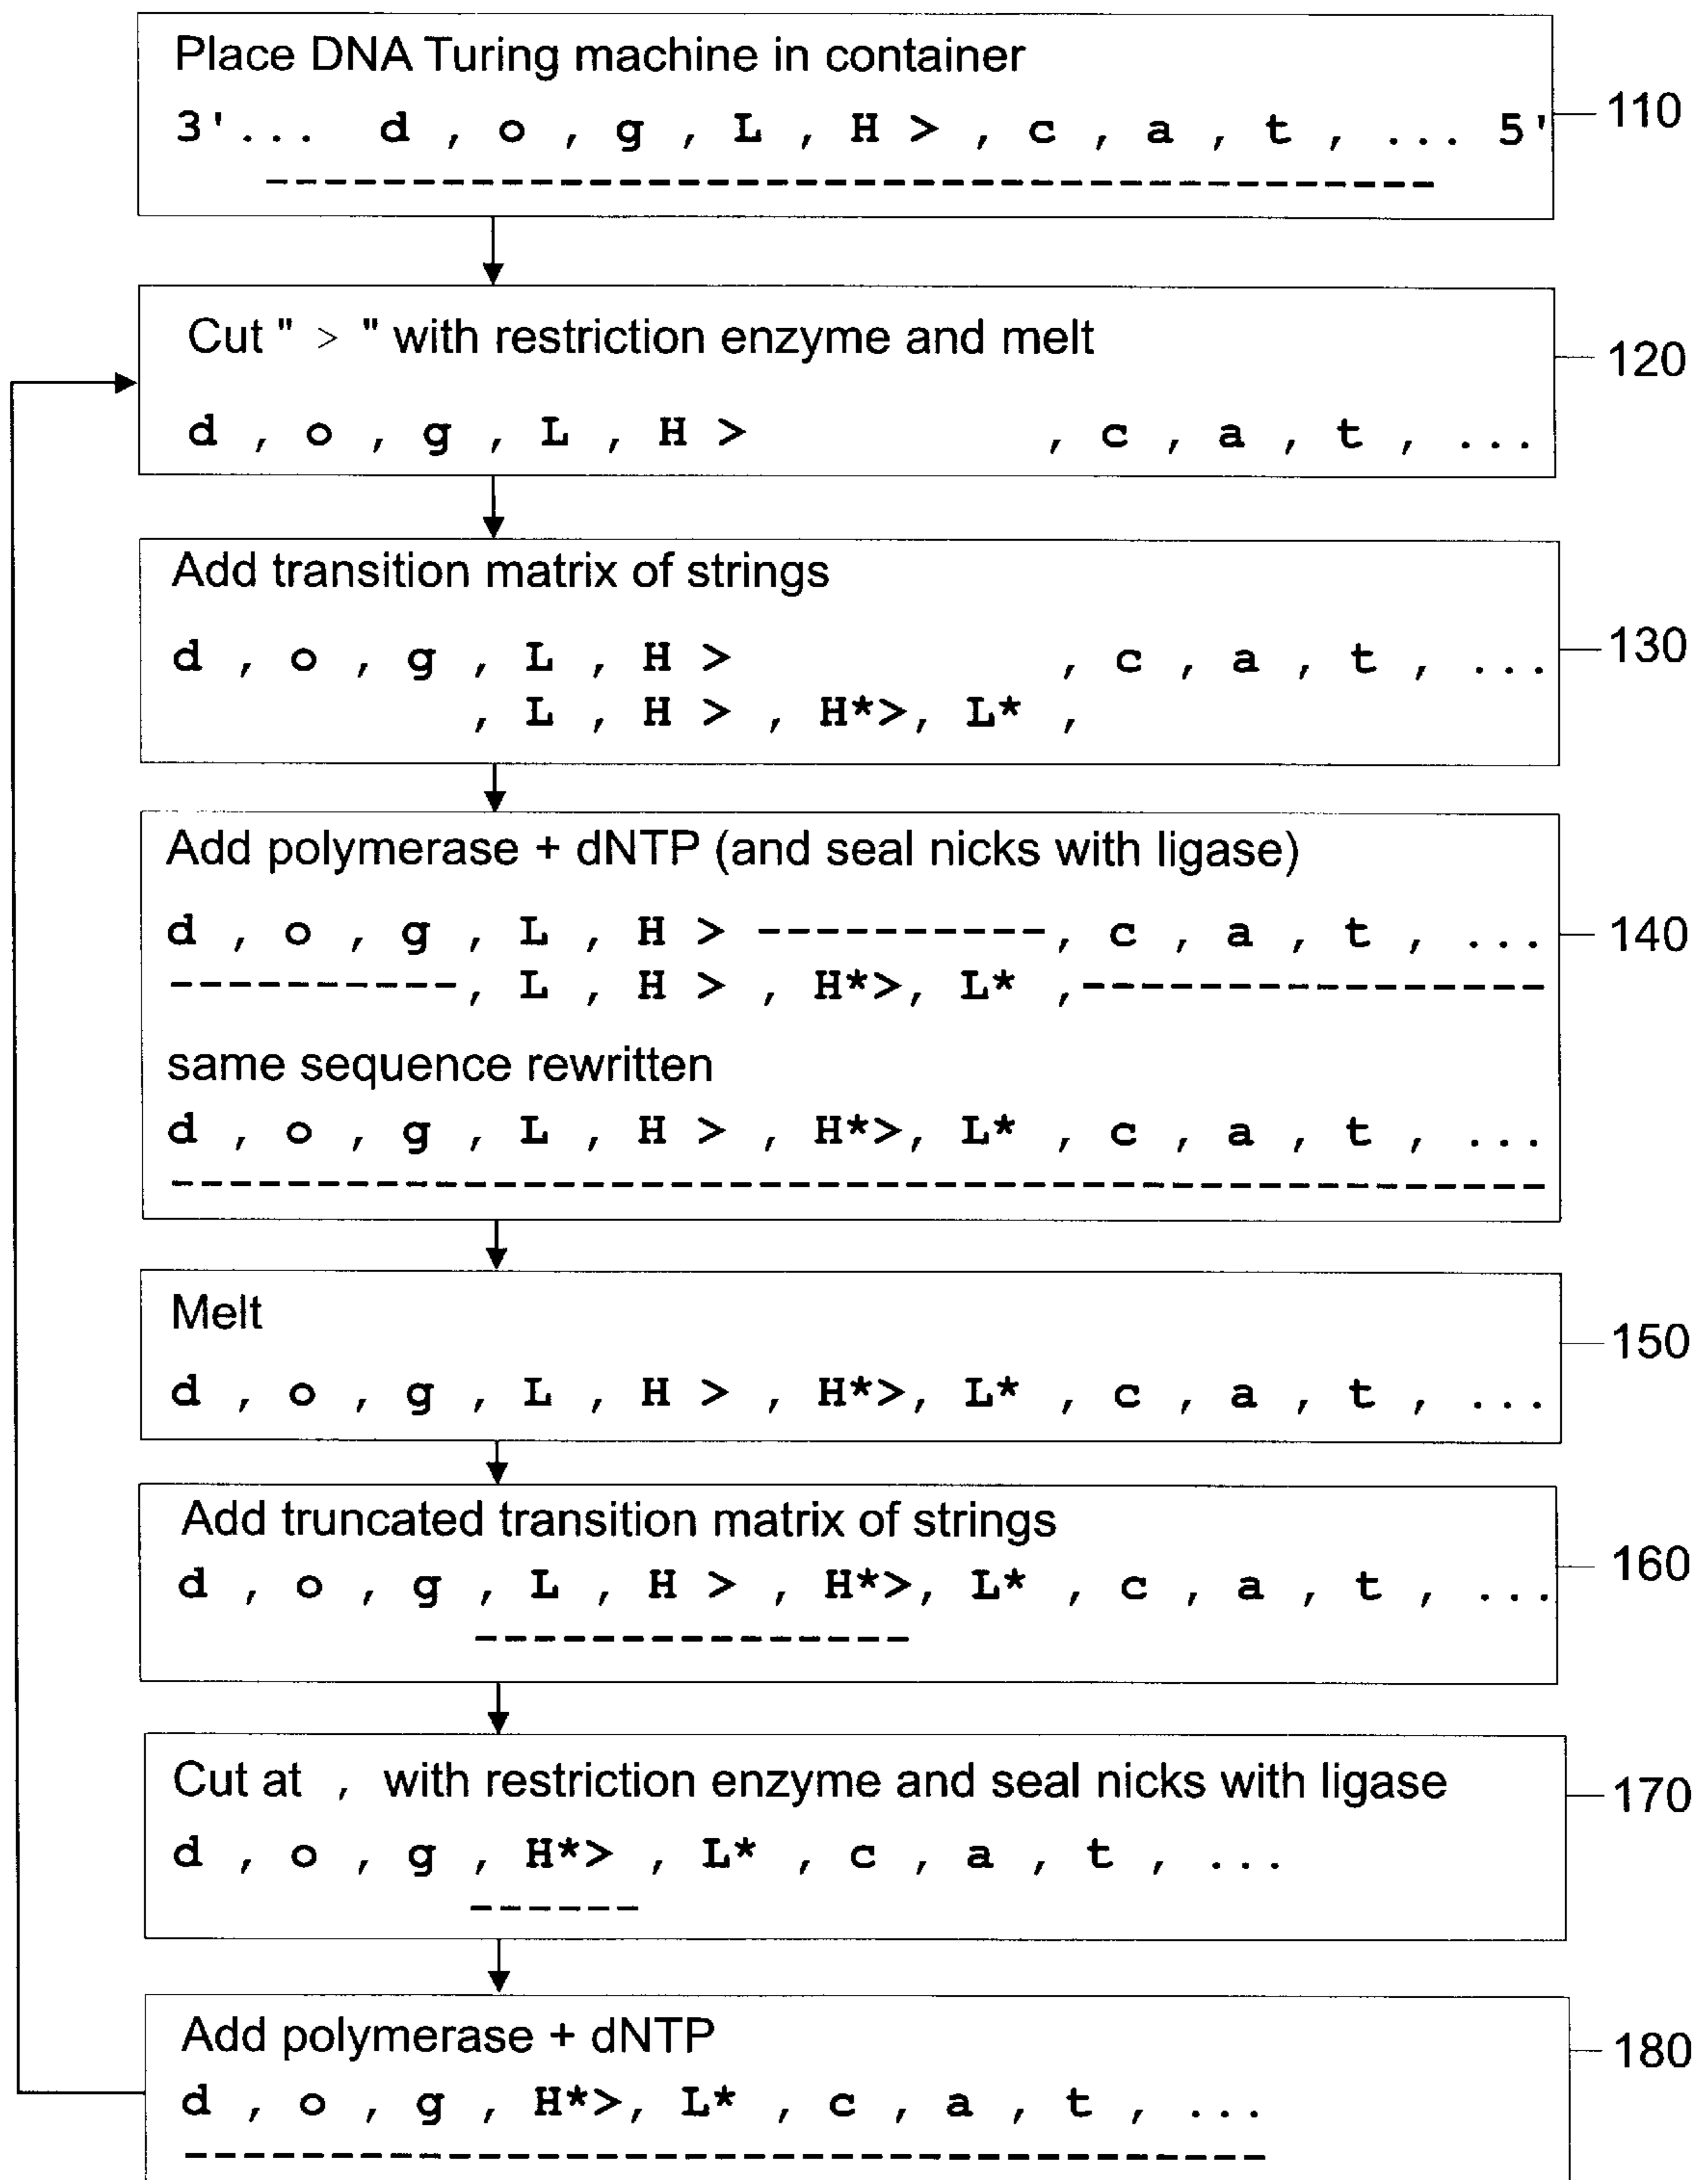 Place DNA Turing machine in container
3'... d , o , g , L , H > , c , a , t , ... 5'
110
Cut " > " with restriction enzyme and melt
120
d , o , g , L , H > , c , a , t , ...
Add transition matrix of strings
130
d , o , g , L , H > , c , a , t , ...
, L , H > , H*>, L* ,
Add polymerase + dNTP (and seal nicks with ligase)
d , o , g , L , H > ----------, c , a , t , ...
140
----------, L , H > , H*>, L* ,----------------
same sequence rewritten
d , o , g , L , H > , H*>, L* , c , a , t , ...
Melt
150
d , o , g , L , H > , H*>, L* , c , a , t , ...
Add truncated transition matrix of strings
160
d , o , g , L , H > , H*>, L* , c , a , t , ...
Cut at , with restriction enzyme and seal nicks with ligase
170
d , o , g , H*> , L* , c , a , t , ...
Add polymerase + dNTP
180
d , o , g , H*>, L* , c , a , t , ...